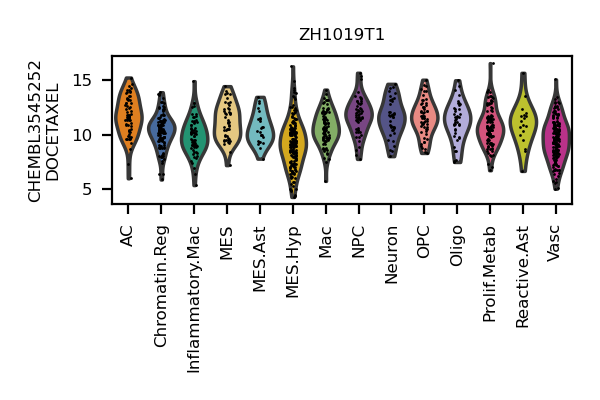 ZH1019T1
CHEMBL3545252
DOCETAXEL
15
10
5
AC
Chromatin.Reg
Inflammatory.Mac
MES
MES.Ast
MES.Hyp
Mac
NPC
Neuron
OPC
Oligo
Prolif.Metab
Reactive.Ast
Vasc